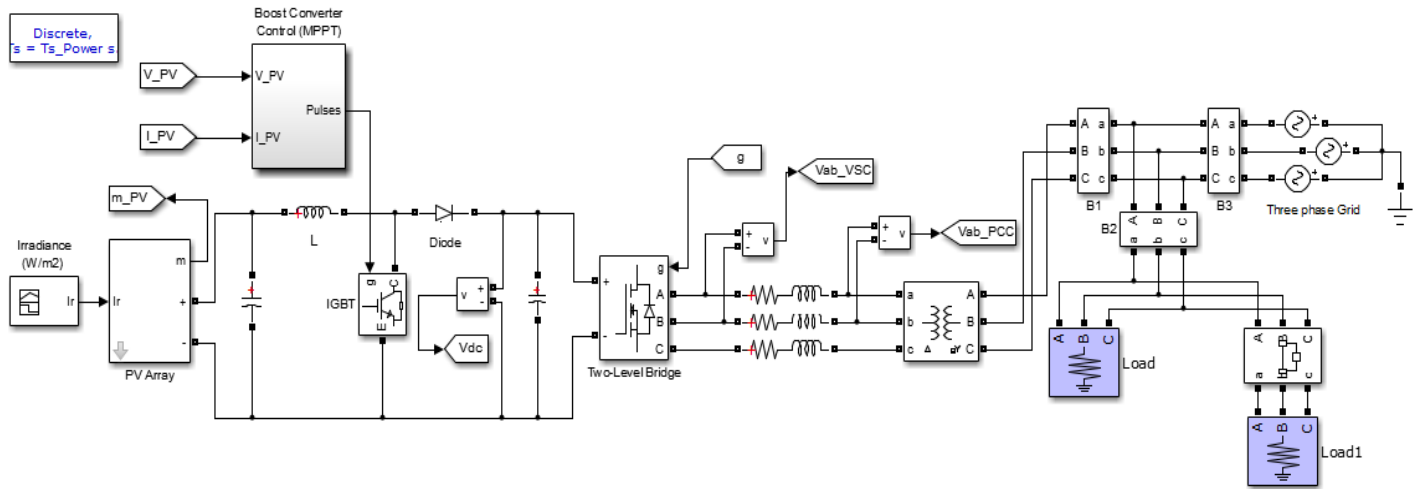 Discrete,
Ts = Ts_Power s.
Boost Converter
Control (MPPT)
V_PV
V_PV
Pulses
I_PV
I_PV
m_PV
Irradiance
(W/m2)
Ir
Ir
m
+
-
PV Array
L
Diode
g
C
E
IGBT
v
+
-
Vdc
g
g
+
-
A
B
C
Two-Level Bridge
+
-
v
Vab_VSC
+
-
v
Vab_PCC
a
b
c
A
B
C
Δ
Y
A
B
C
a
b
c
B1
A
B
C
a
b
c
B3
+
+
+
Three phase Grid
B2
A
B
C
a
b
c
A
B
C
Load
A
B
C
a
b
c
A
B
C
Load1